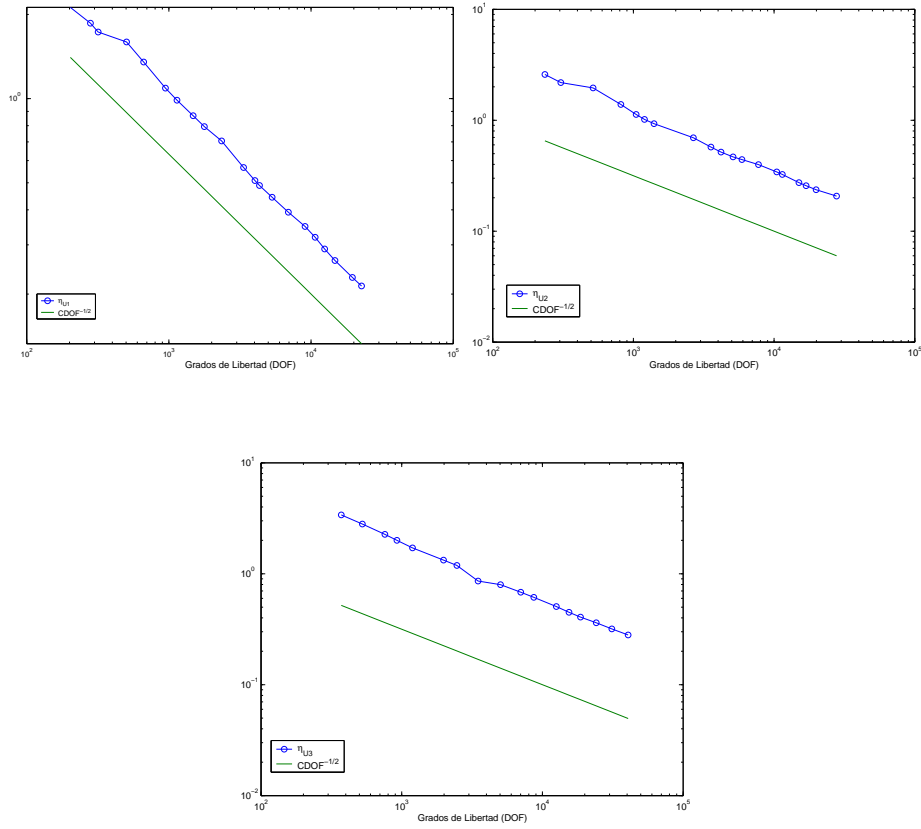 10⁰
η_U1
CDOF^−1/2
10² 10³ 10⁴ 10⁵
Grados de Libertad (DOF)
10¹
10⁰
10⁻¹
10⁻²
η_U2
CDOF^−1/2
10² 10³ 10⁴ 10⁵
Grados de Libertad (DOF)
10¹
10⁰
10⁻¹
10⁻²
η_U3
CDOF^−1/2
10² 10³ 10⁴ 10⁵
Grados de Libertad (DOF)